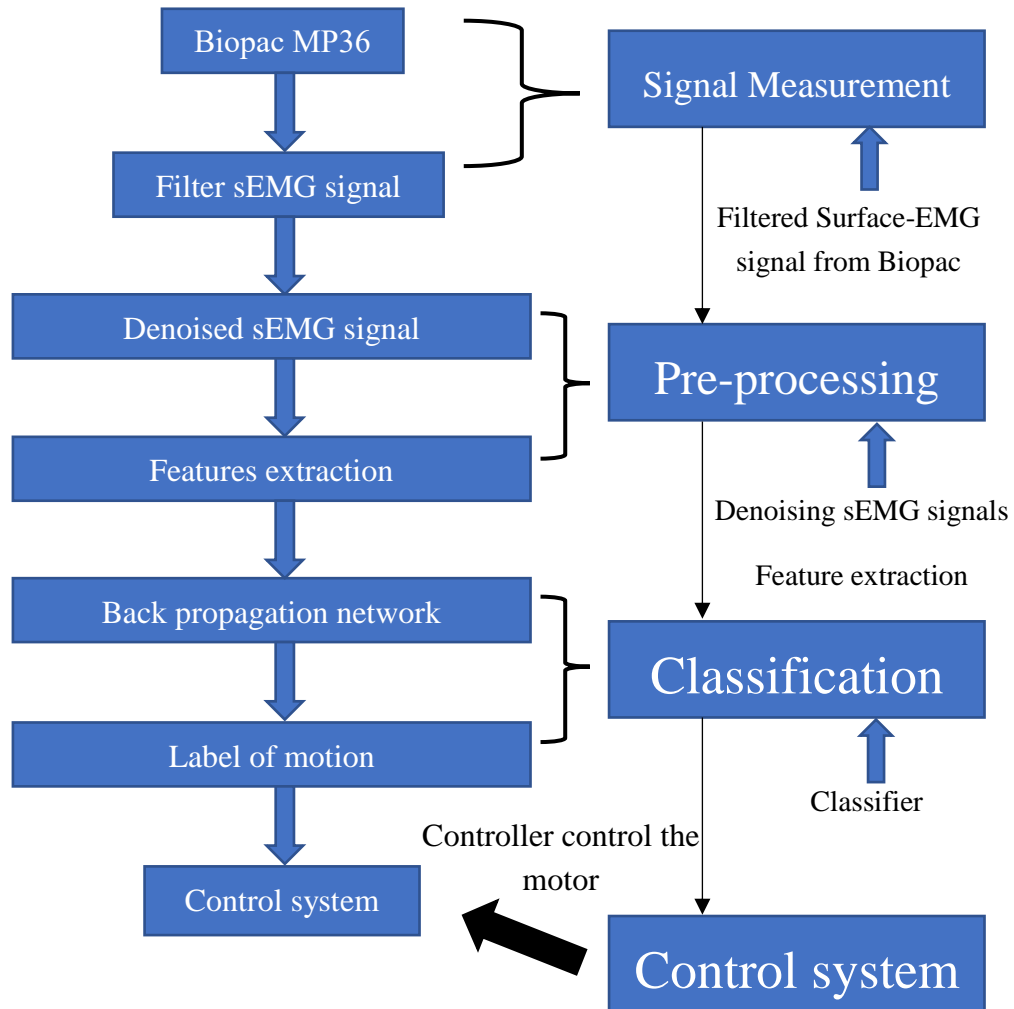 Biopac MP36
Signal Measurement
Filter sEMG signal
Filtered Surface-EMG
signal from Biopac
Denoised sEMG signal
Pre-processing
Features extraction
Denoising sEMG signals
Feature extraction
Back propagation network
Classification
Label of motion
Classifier
Controller control the
motor
Control system
Control system